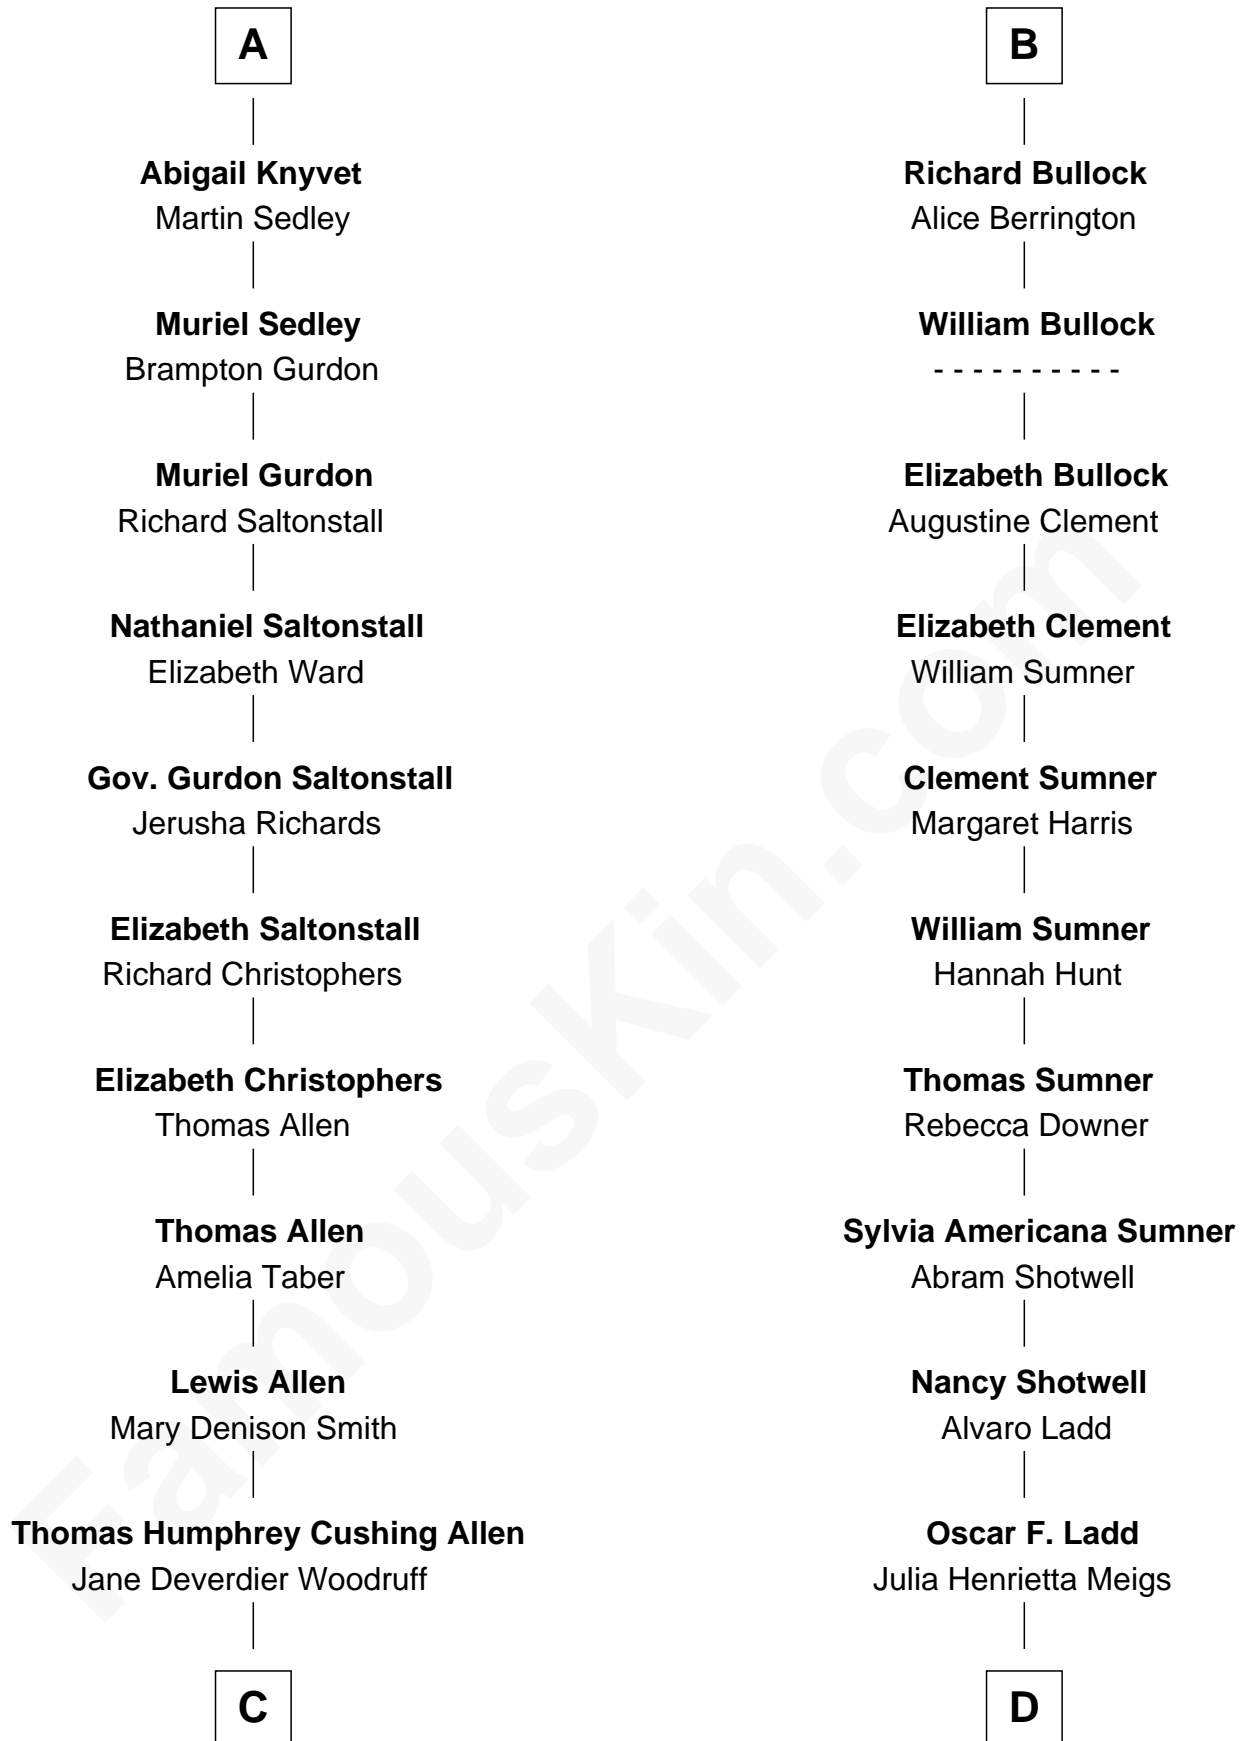 A
Abigail Knyvet
Martin Sedley
Muriel Sedley
Brampton Gurdon
Muriel Gurdon
Richard Saltonstall
Nathaniel Saltonstall
Elizabeth Ward
Gov. Gurdon Saltonstall
Jerusha Richards
Elizabeth Saltonstall
Richard Christophers
Elizabeth Christophers
Thomas Allen
Thomas Allen
Amelia Taber
Lewis Allen
Mary Denison Smith
Thomas Humphrey Cushing Allen
Jane Deverdier Woodruff
C
B
Richard Bullock
Alice Berrington
William Bullock
- - - - - - - - - -
Elizabeth Bullock
Augustine Clement
Elizabeth Clement
William Sumner
Clement Sumner
Margaret Harris
William Sumner
Hannah Hunt
Thomas Sumner
Rebecca Downer
Sylvia Americana Sumner
Abram Shotwell
Nancy Shotwell
Alvaro Ladd
Oscar F. Ladd
Julia Henrietta Meigs
D
FamousKin.com